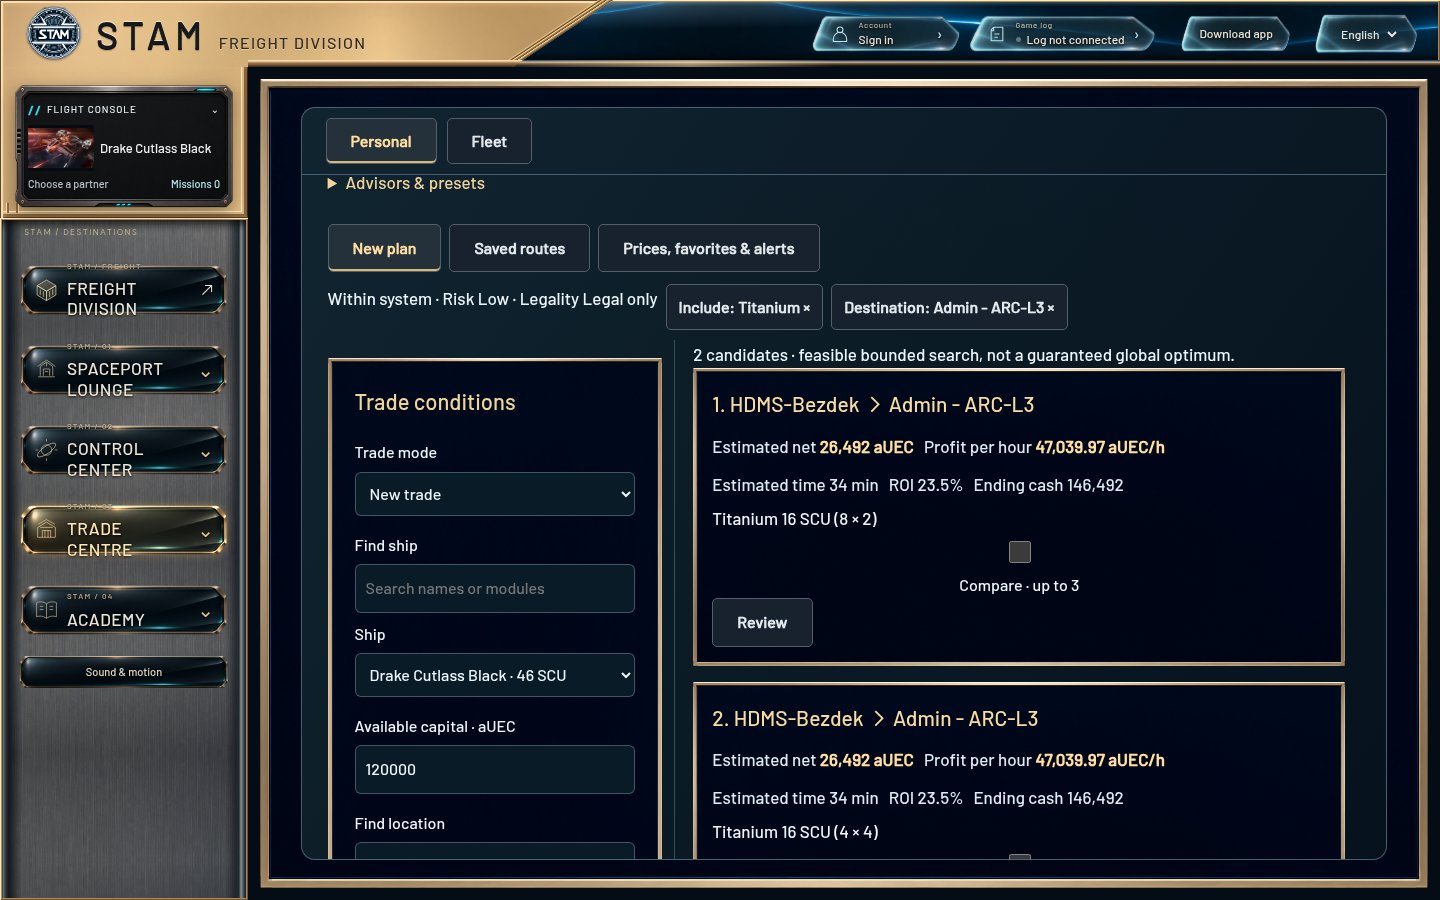 STAM
STAM FREIGHT DIVISION
Account
Sign in
Game log
Log not connected
Download app
English
// FLIGHT CONSOLE
Drake Cutlass Black
Choose a partner
Missions 0
STAM / DESTINATIONS
STAM / FREIGHT
FREIGHT
DIVISION
STAM / 01
SPACEPORT
LOUNGE
STAM / 02
CONTROL
CENTER
STAM / 03
TRADE
CENTRE
STAM / 04
ACADEMY
Sound & motion
Personal
Fleet
Advisors & presets
New plan
Saved routes
Prices, favorites & alerts
Within system · Risk Low · Legality Legal only
Include: Titanium ×
Destination: Admin - ARC-L3 ×
Trade conditions
Trade mode
New trade
Find ship
Search names or modules
Ship
Drake Cutlass Black · 46 SCU
Available capital · aUEC
120000
Find location
2 candidates · feasible bounded search, not a guaranteed global optimum.
1. HDMS-Bezdek > Admin - ARC-L3
Estimated net 26,492 aUEC Profit per hour 47,039.97 aUEC/h
Estimated time 34 min ROI 23.5% Ending cash 146,492
Titanium 16 SCU (8 × 2)
Compare · up to 3
Review
2. HDMS-Bezdek > Admin - ARC-L3
Estimated net 26,492 aUEC Profit per hour 47,039.97 aUEC/h
Estimated time 34 min ROI 23.5% Ending cash 146,492
Titanium 16 SCU (4 × 4)